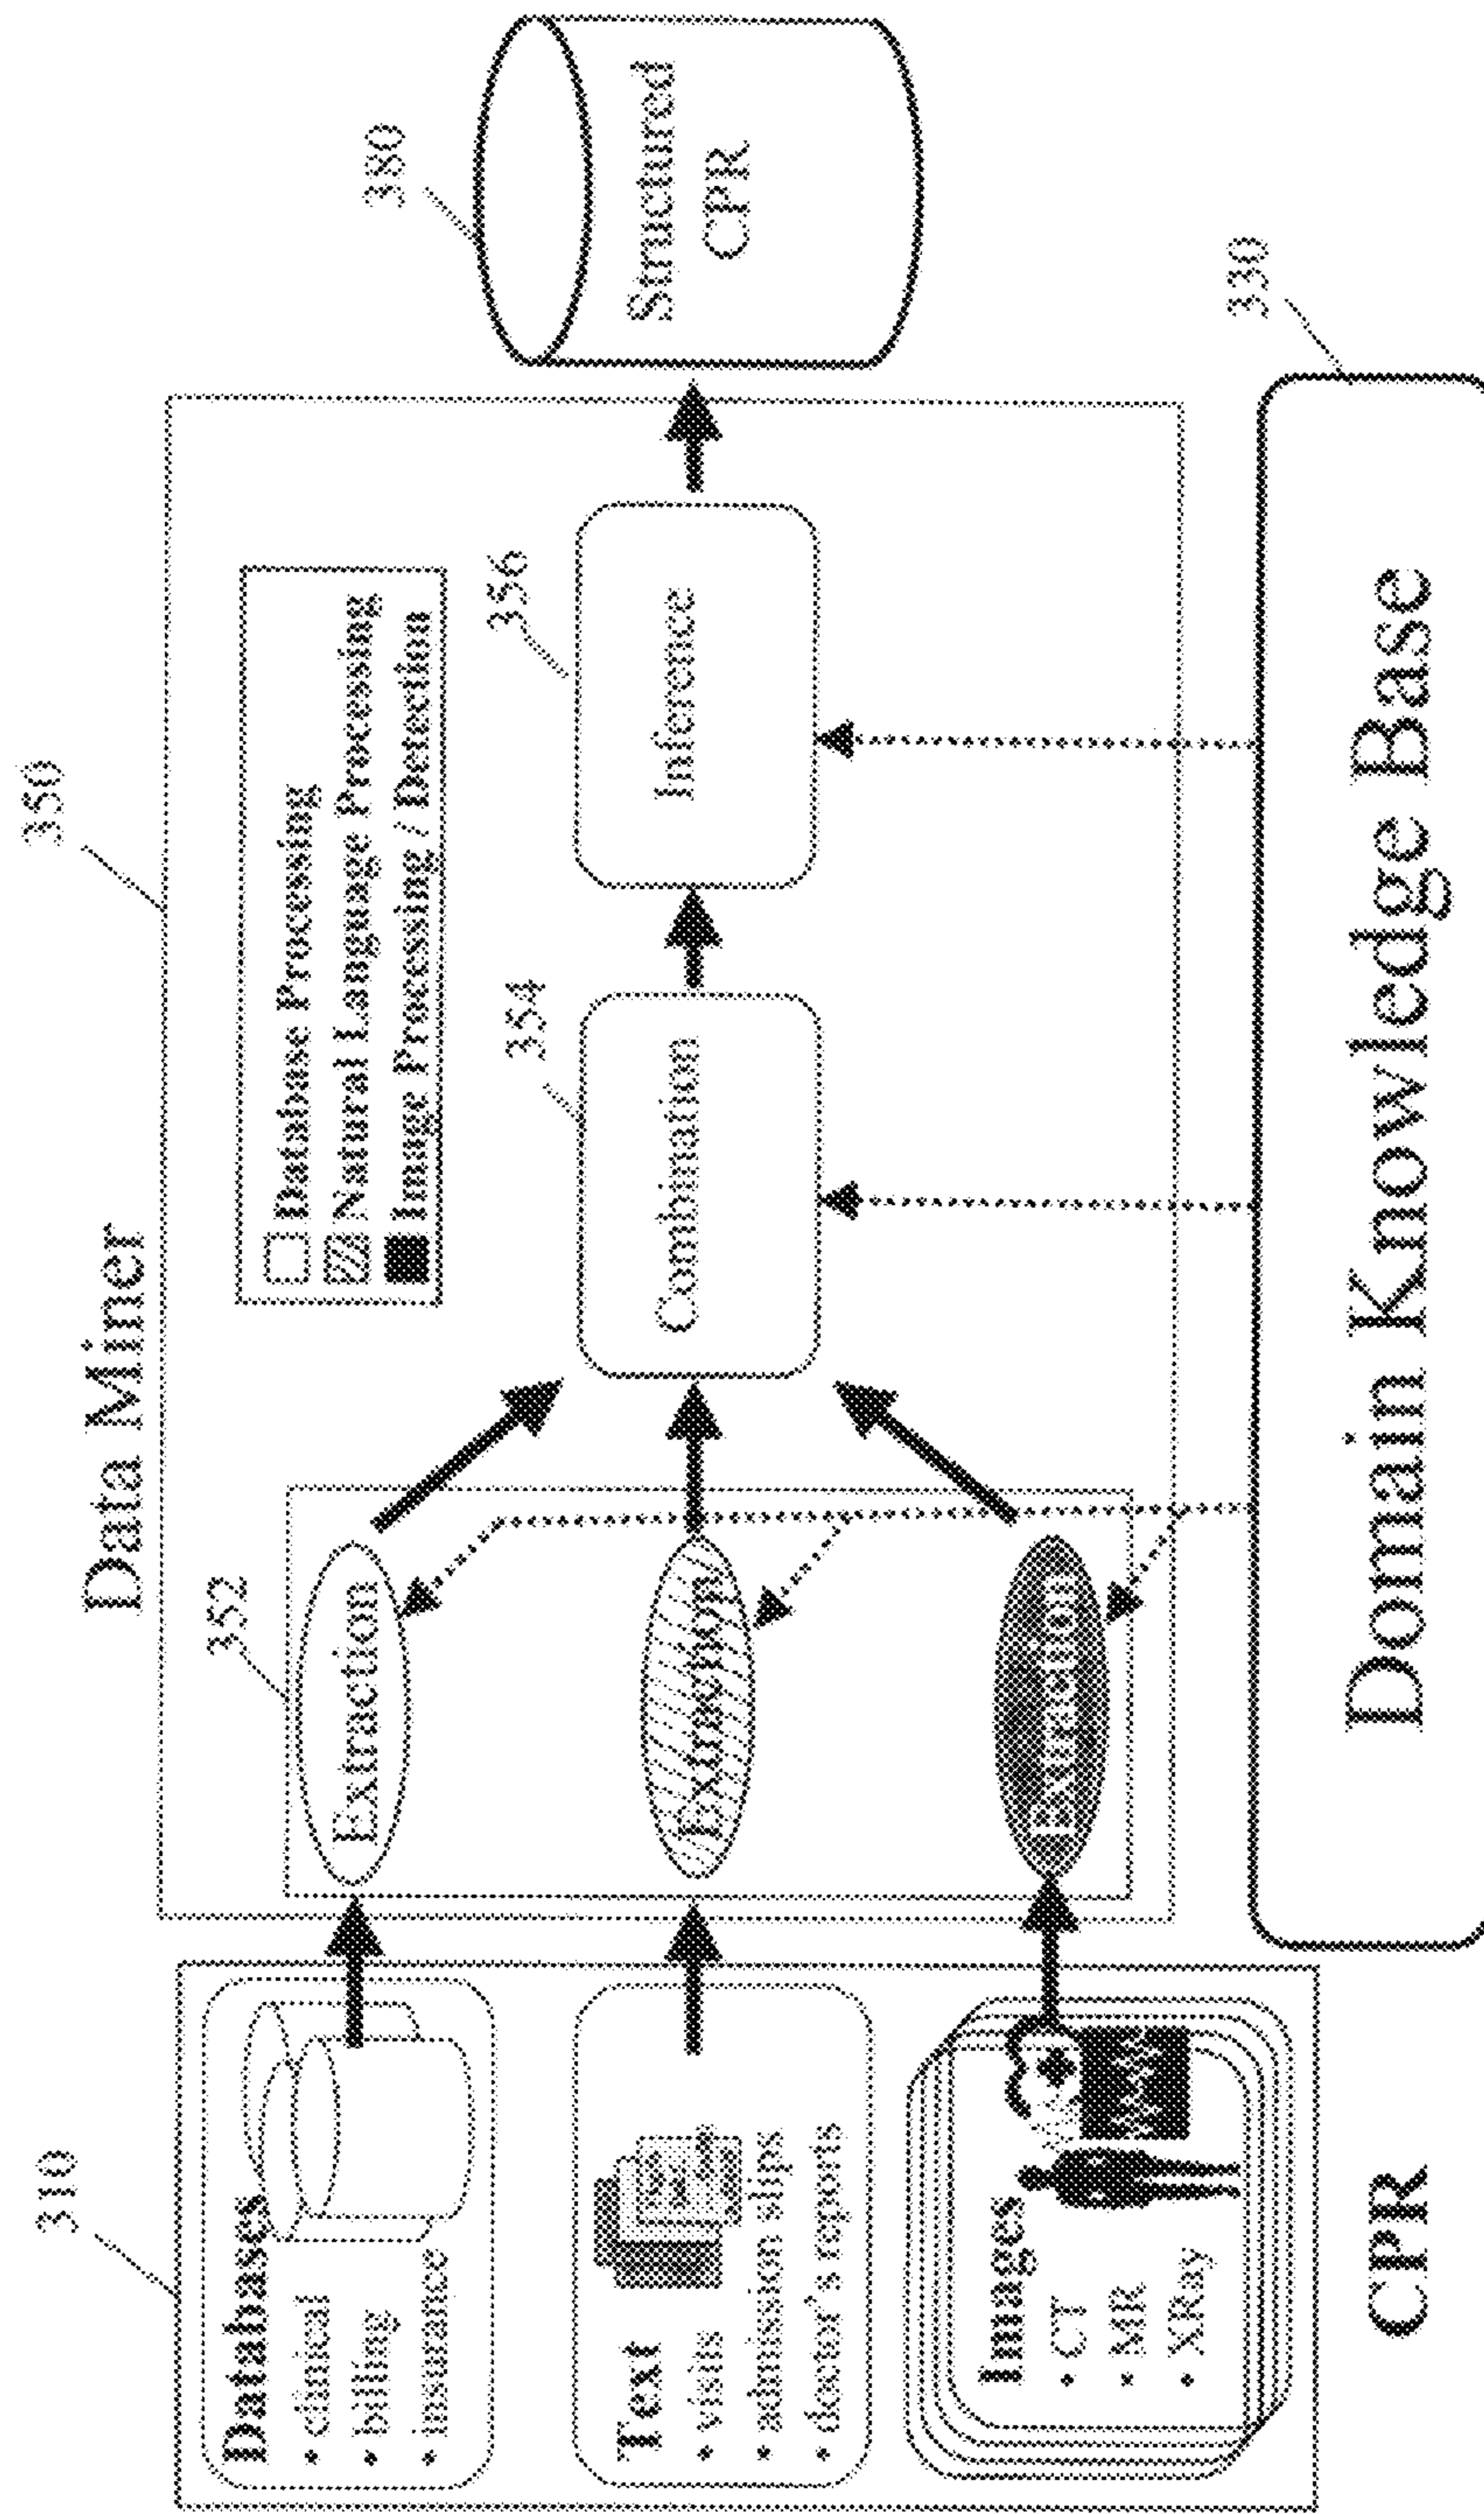 310
Databases
• clinical
• billing
• insurance
Text
• visits
• admission slips
• doctor's reports
Images
• CT
• MR
• XRay
CPR
Data Miner
350
352
Extraction
Extraction
Extraction
Database Processing
Natural Language Processing
Image Processing / Detection
354
Combination
356
Inference
380
Structured
CPR
330
Domain Knowledge Base